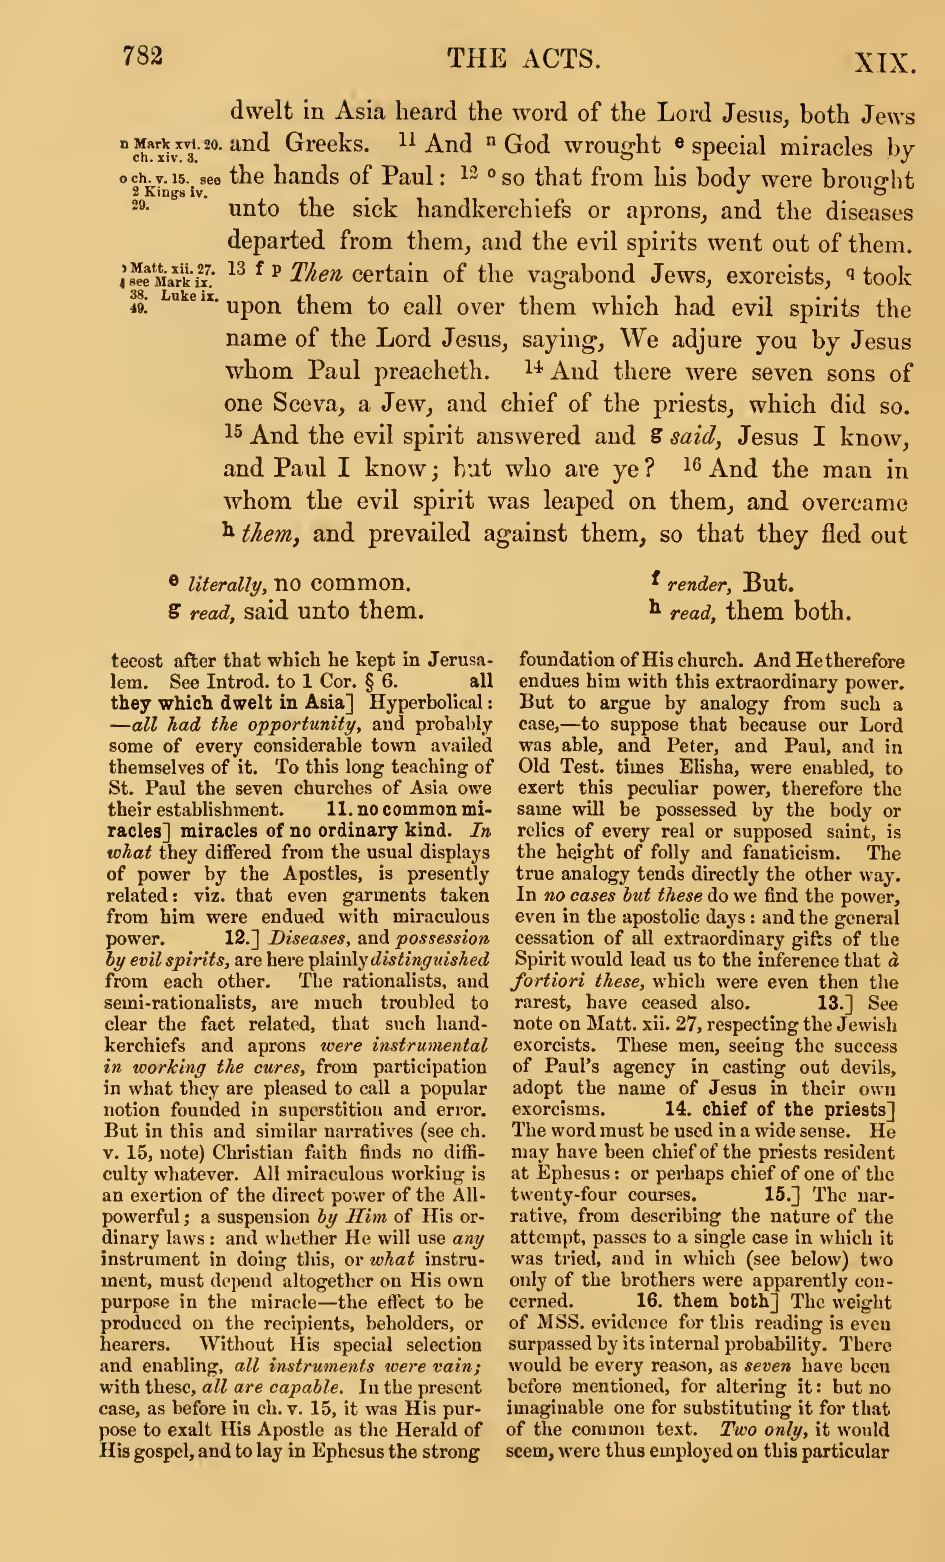 782 THE ACTS. XIX.
dwelt in Asia heard the word of the Lord Jesus, both Jews
n Mark xvi. 20.
ch. xiv. 3.
and Greeks. 11 And n God wrought e special miracles by
o ch. v. 15. see
2 Kings iv.
29.
the hands of Paul: 12 o so that from his body were brought
unto the sick handkerchiefs or aprons, and the diseases
departed from them, and the evil spirits went out of them.
Matt. xii. 27.
see Mark ix.
38. Luke ix.
49.
13 f p Then certain of the vagabond Jews, exorcists, q took
upon them to call over them which had evil spirits the
name of the Lord Jesus, saying, We adjure you by Jesus
whom Paul preacheth. 14 And there were seven sons of
one Sceva, a Jew, and chief of the priests, which did so.
15 And the evil spirit answered and g said, Jesus I know,
and Paul I know; but who are ye? 16 And the man in
whom the evil spirit was leaped on them, and overcame
h them, and prevailed against them, so that they fled out
e literally, no common.
f render, But.
g read, said unto them.
h read, them both.
tecost after that which he kept in Jerusa-
lem. See Introd. to 1 Cor. § 6. all
they which dwelt in Asia] Hyperbolical:
—all had the opportunity, and probably
some of every considerable town availed
themselves of it. To this long teaching of
St. Paul the seven churches of Asia owe
their establishment. 11. no common mi-
racles] miracles of no ordinary kind. In
what they differed from the usual displays
of power by the Apostles, is presently
related: viz. that even garments taken
from him were endued with miraculous
power. 12.] Diseases, and possession
by evil spirits, are here plainly distinguished
from each other. The rationalists, and
semi-rationalists, are much troubled to
clear the fact related, that such hand-
kerchiefs and aprons were instrumental
in working the cures, from participation
in what they are pleased to call a popular
notion founded in superstition and error.
But in this and similar narratives (see ch.
v. 15, note) Christian faith finds no diffi-
culty whatever. All miraculous working is
an exertion of the direct power of the All-
powerful; a suspension by Him of His or-
dinary laws: and whether He will use any
instrument in doing this, or what instru-
ment, must depend altogether on His own
purpose in the miracle—the effect to be
produced on the recipients, beholders, or
hearers. Without His special selection
and enabling, all instruments were vain;
with these, all are capable. In the present
case, as before in ch. v. 15, it was His pur-
pose to exalt His Apostle as the Herald of
His gospel, and to lay in Ephesus the strong
foundation of His church. And He therefore
endues him with this extraordinary power.
But to argue by analogy from such a
case,—to suppose that because our Lord
was able, and Peter, and Paul, and in
Old Test. times Elisha, were enabled, to
exert this peculiar power, therefore the
same will be possessed by the body or
relics of every real or supposed saint, is
the height of folly and fanaticism. The
true analogy tends directly the other way.
In no cases but these do we find the power,
even in the apostolic days: and the general
cessation of all extraordinary gifts of the
Spirit would lead us to the inference that à
fortiori these, which were even then the
rarest, have ceased also. 13.] See
note on Matt. xii. 27, respecting the Jewish
exorcists. These men, seeing the success
of Paul's agency in casting out devils,
adopt the name of Jesus in their own
exorcisms. 14. chief of the priests]
The word must be used in a wide sense. He
may have been chief of the priests resident
at Ephesus: or perhaps chief of one of the
twenty-four courses. 15.] The nar-
rative, from describing the nature of the
attempt, passes to a single case in which it
was tried, and in which (see below) two
only of the brothers were apparently con-
cerned. 16. them both] The weight
of MSS. evidence for this reading is even
surpassed by its internal probability. There
would be every reason, as seven have been
before mentioned, for altering it: but no
imaginable one for substituting it for that
of the common text. Two only, it would
seem, were thus employed on this particular